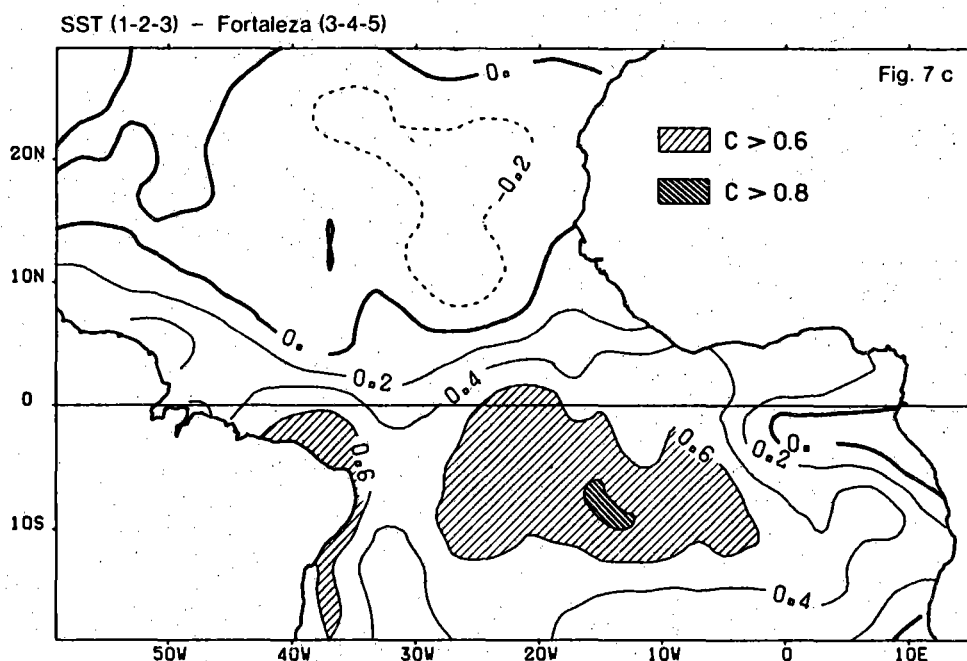 SST (1-2-3) - Fortaleza (3-4-5)
Fig. 7 c
0.
C > 0.6
C > 0.8
20N
-0.2
10N
0.
0.2
0.4
0
0.6
0.6
0.2
0.
10S
0.4
50W 40W 30W 20W 10W 0 10E